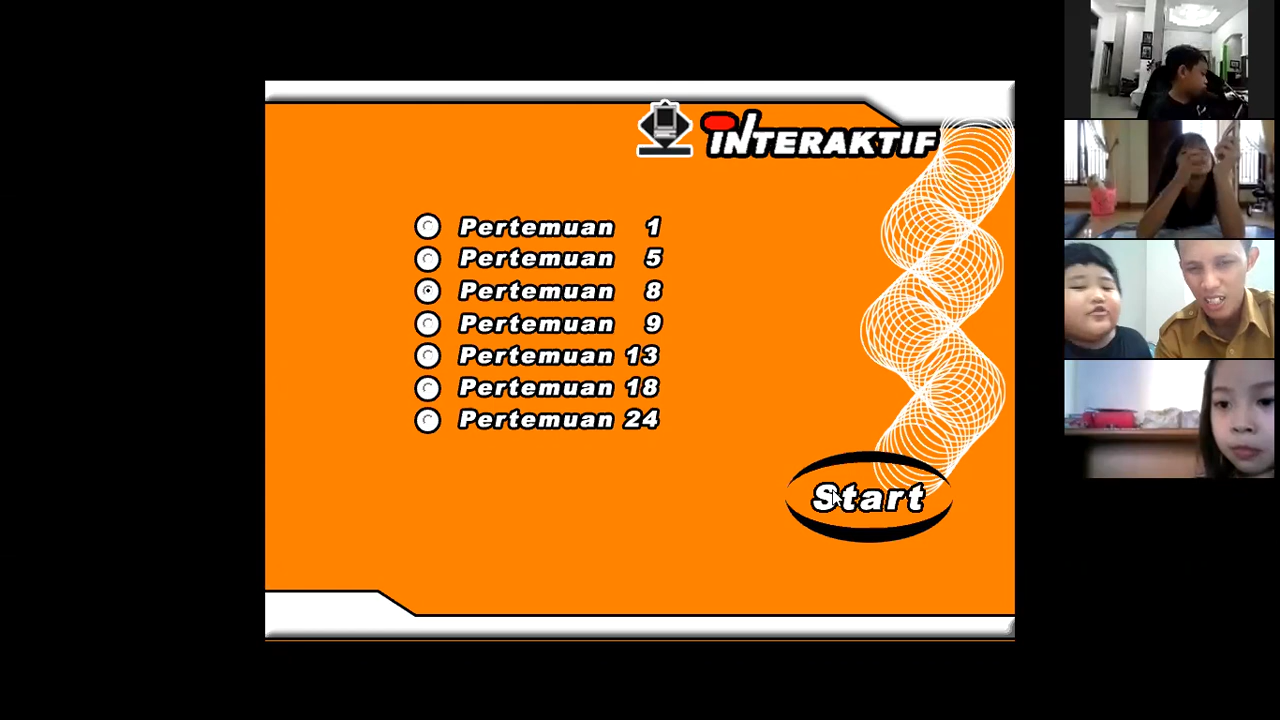 INTERAKTIF
Pertemuan 1
Pertemuan 5
Pertemuan 8
Pertemuan 9
Pertemuan 13
Pertemuan 18
Pertemuan 24
Start